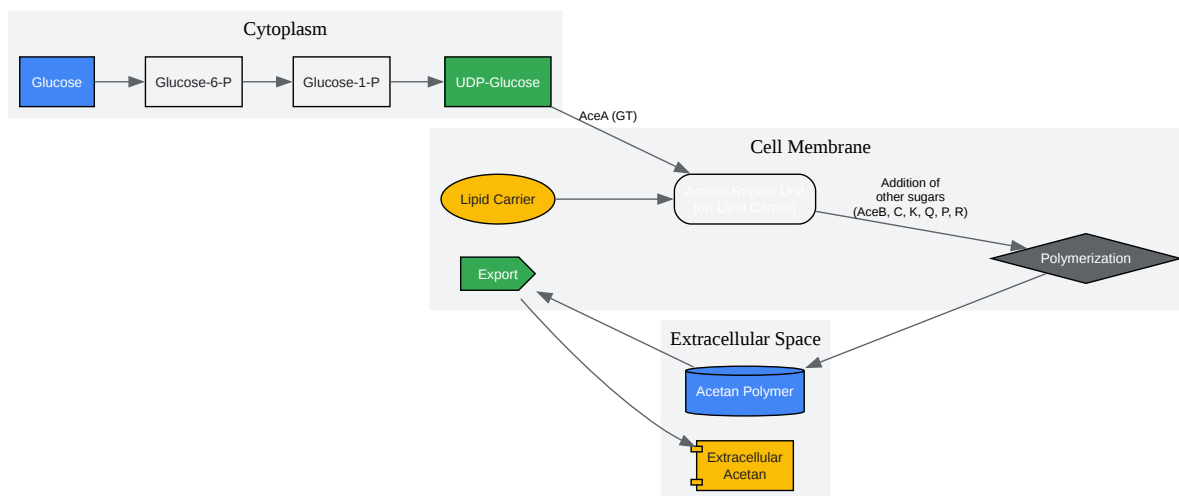 Cytoplasm
Glucose
Glucose-6-P
Glucose-1-P
UDP-Glucose
AceA (GT)
Cell Membrane
Lipid Carrier
Acetan Repeat Unit
(on Lipid Carrier)
Addition of
other sugars
(AceB, C, K, Q, P, R)
Polymerization
Export
Extracellular Space
Acetan Polymer
Extracellular
Acetan